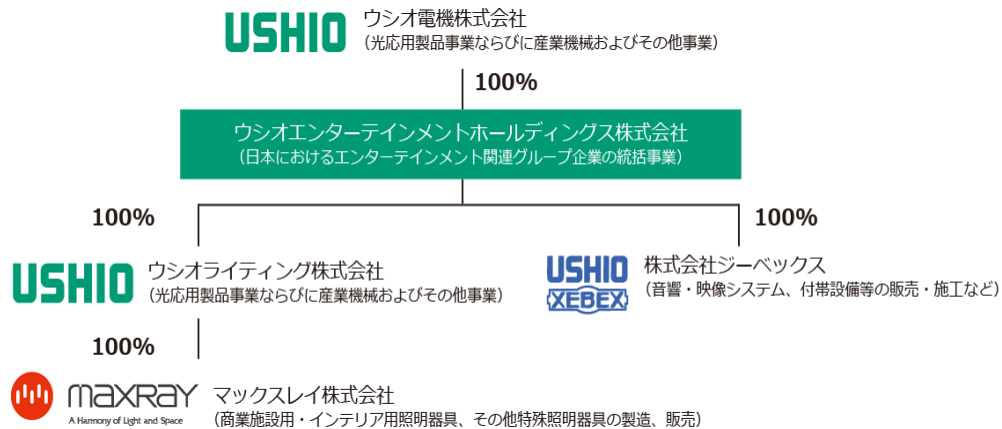 USHIO
ウシオ電機株式会社
（光応用製品事業ならびに産業機械およびその他事業）
100%
ウシオエンターテインメントホールディングス株式会社
（日本におけるエンターテインメント関連グループ企業の統括事業）
100%
100%
USHIO
ウシオライティング株式会社
（光応用製品事業ならびに産業機械およびその他事業）
USHIO
XEBEX
株式会社ジーベックス
（音響・映像システム、付帯設備等の販売・施工など）
100%
maxray
A Harmony of Light and Space
マックスレイ株式会社
（商業施設用・インテリア用照明器具、その他特殊照明器具の製造、販売）